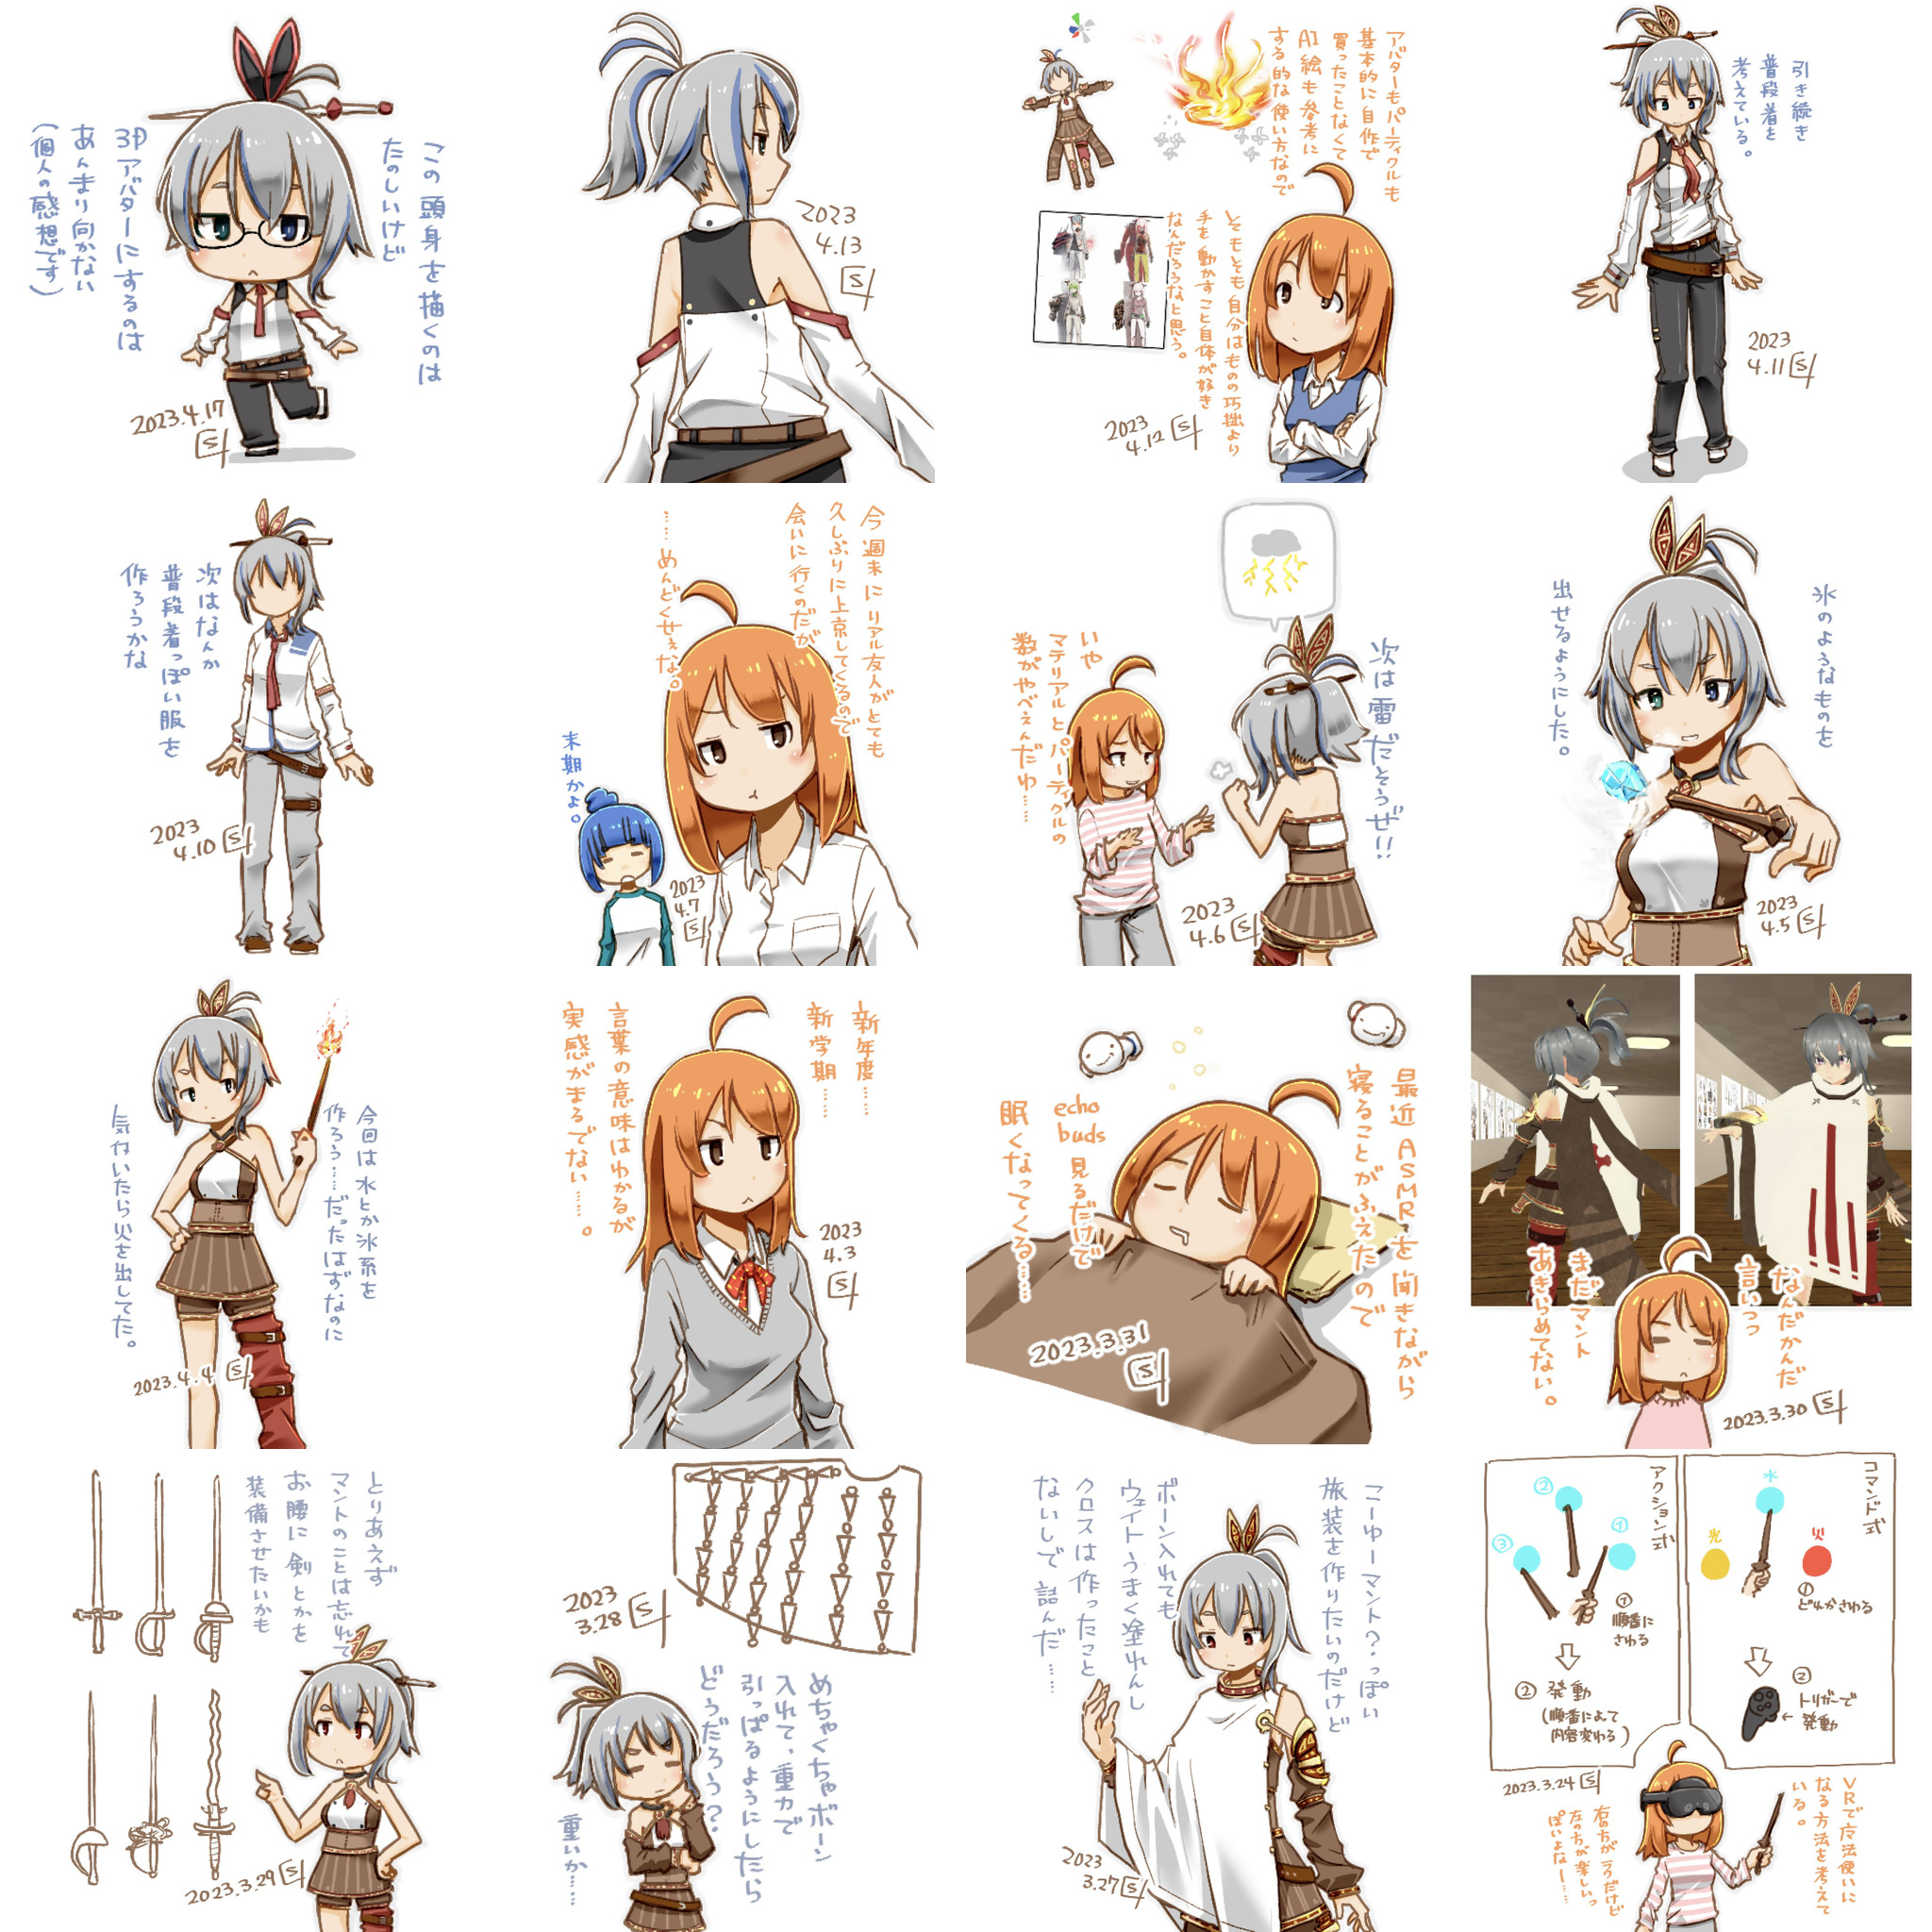 この頭身を描くのは
たのしいけど
3Dアバターにするのは
あんまり向かない
(個人の感想です)
2023.4.17
S
2023
4.13
S
アバターもパーティクルも
基本的に自作で
買ったことなくて
AI絵も参考に
する的な使い方なので
そもそも自分はものの巧拙より
手を動かすこと自体が好き
なんだろうなと思う。
2023
4.12
S
引き続き
普段着を
考えている。
2023
4.11
S
次はなんか
普段着っぽい服を
作ろうかな
2023
4.10
S
今週末にリアル友人がとても
久しぶりに上京してくるので
会いに行くのだが
……めんどくせぇな。
末期かよ。
2023
4.7
S
次は雷だそうぜ!!
いや
マテリアルとパーティクルの
数がやべぇんだわ……
2023
4.6
S
氷のようなものを
出せるようにした。
2023
4.5
S
今回は水とか氷系を
作ろう……だったはずなのに
気付いたら火を出してた。
2023.4.4
S
新年度……
新学期……
言葉の意味はわかるが
実感がまるでない……。
2023
4.3
S
最近ASMRを聞きながら
寝ることがふえたので
echo
buds
見るだけで
眠くなってくる……
2023.3.31
S
なんだかんだ
言いつつ
まだマント
あきらめてない。
2023.3.30
S
とりあえず
マントのことは忘れて
お腰に剣とかを
装備させたいかも
2023.3.29
S
2023
3.28
S
めちゃくちゃボーン
入れて、重力で
引っぱるようにしたら
どうだろう?
重いか……
こーゆーマント?っぽい
旅装を作りたいのだけど
ボーン入れても
ウェイトうまく塗れんし
クロスは作ったこと
ないしで詰んだ……
2023
3.27
S
コマンド式
水
光
火
①
どれかさわる
②
トリガーで
発動
アクション式
②
①
③
①
順番に
さわる
② 発動
(順番によって
内容変わる)
2023.3.24
S
VRで魔法使いに
なる方法を考えて
いる。
右の方がラクだけど
左の方が楽しいっ
ぽいよなー……